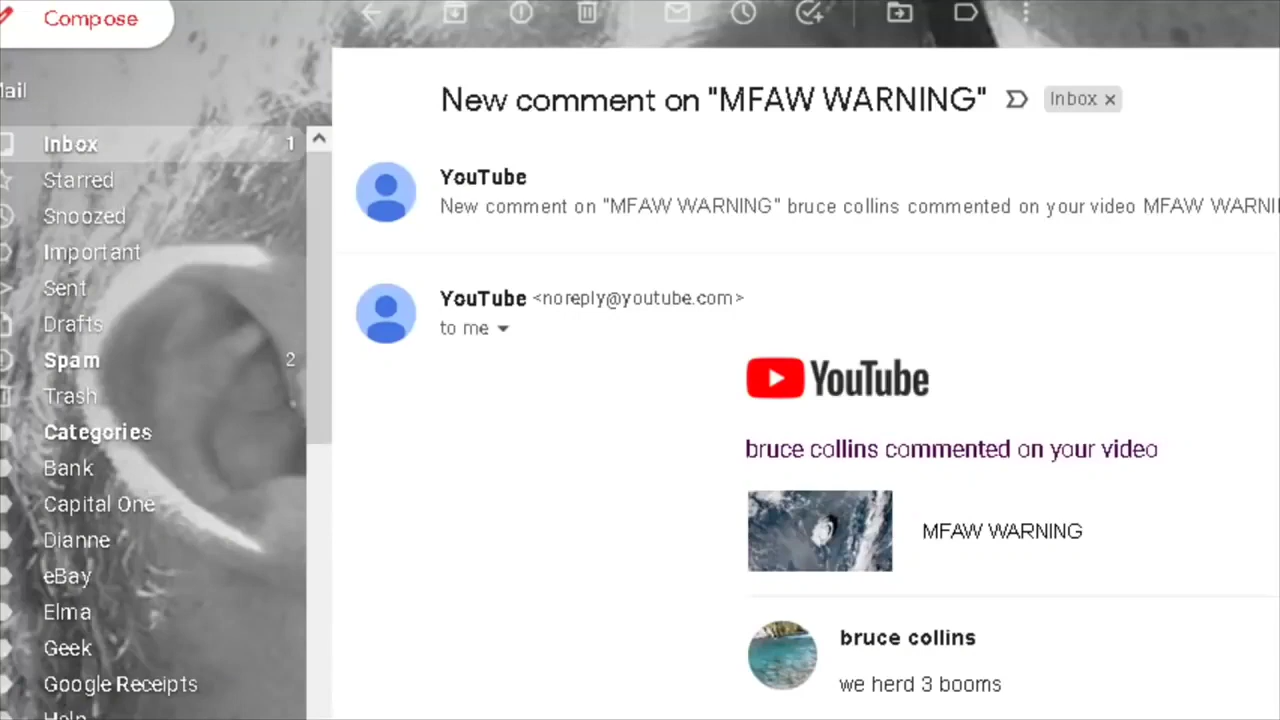 Compose
Mail
Inbox 1
Starred
Snoozed
Important
Sent
Drafts
Spam 2
Trash
Categories
Bank
Capital One
Dianne
eBay
Elma
Geek
Google Receipts
Help
New comment on "MFAW WARNING" Inbox ×
YouTube
New comment on "MFAW WARNING" bruce collins commented on your video MFAW
YouTube <noreply@youtube.com>
to me
YouTube
bruce collins commented on your video
MFAW WARNING
bruce collins
we herd 3 booms